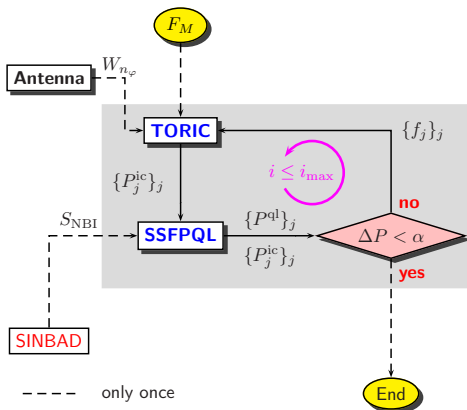 F_M
W_{n_φ}
Antenna
TORIC
{f_j}_j
{P_j^{ic}}_j
i ≤ i_max
no
S_NBI
{P^{ql}}_j
SSFPQL
ΔP < α
{P_j^{ic}}_j
yes
SINBAD
only once
End